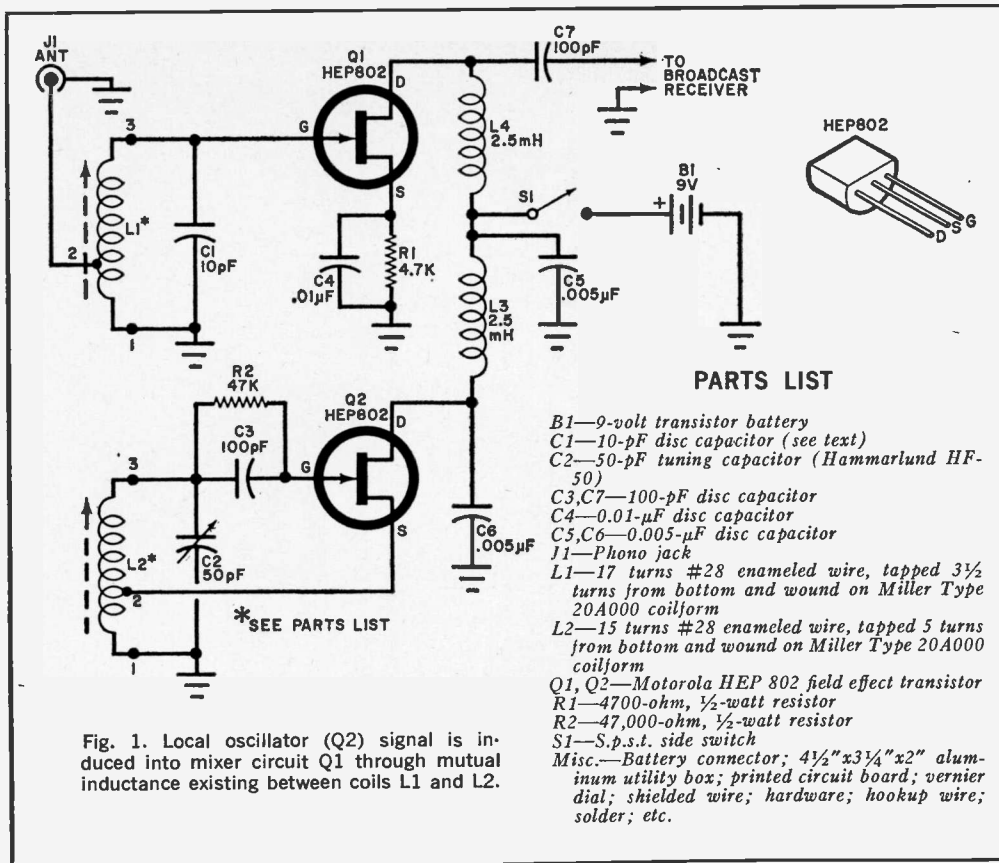 J1
ANT
3
L1*
2
1
C1
10pF
Q1
HEP802
D
G
S
C4
.01µF
R1
4.7K
C7
100pF
TO
BROADCAST
RECEIVER
L4
2.5mH
S1
+
B1
9V
C5
.005µF
L3
2.5
mH
HEP802
D
S
G
R2
47K
C3
100pF
Q2
HEP802
D
G
S
3
L2*
2
1
C2
50pF
C6
.005µF
*SEE PARTS LIST
Fig. 1. Local oscillator (Q2) signal is in-
duced into mixer circuit Q1 through mutual
inductance existing between coils L1 and L2.
PARTS LIST
B1—9-volt transistor battery
C1—10-pF disc capacitor (see text)
C2—50-pF tuning capacitor (Hammarlund HF-
50)
C3,C7—100-pF disc capacitor
C4—0.01-µF disc capacitor
C5,C6—0.005-µF disc capacitor
J1—Phono jack
L1—17 turns #28 enameled wire, tapped 3½
turns from bottom and wound on Miller Type
20A000 coilform
L2—15 turns #28 enameled wire, tapped 5 turns
from bottom and wound on Miller Type 20A000
coilform
Q1, Q2—Motorola HEP 802 field effect transistor
R1—4700-ohm, ½-watt resistor
R2—47,000-ohm, ½-watt resistor
S1—S.p.s.t. side switch
Misc.—Battery connector; 4½"x3¼"x2" alum-
inum utility box; printed circuit board; vernier
dial; shielded wire; hardware; hookup wire;
solder; etc.